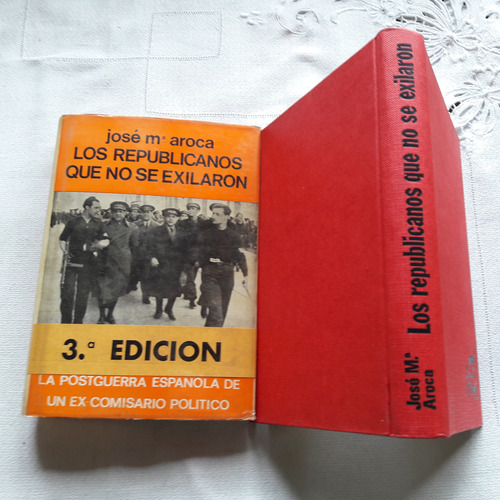 josé mª aroca
LOS REPUBLICANOS
QUE NO SE EXILARON
3.ª EDICION
LA POSTGUERRA ESPAÑOLA DE
UN EX-COMISARIO POLITICO
José M.ª
Aroca
Los republicanos que no se exilaron